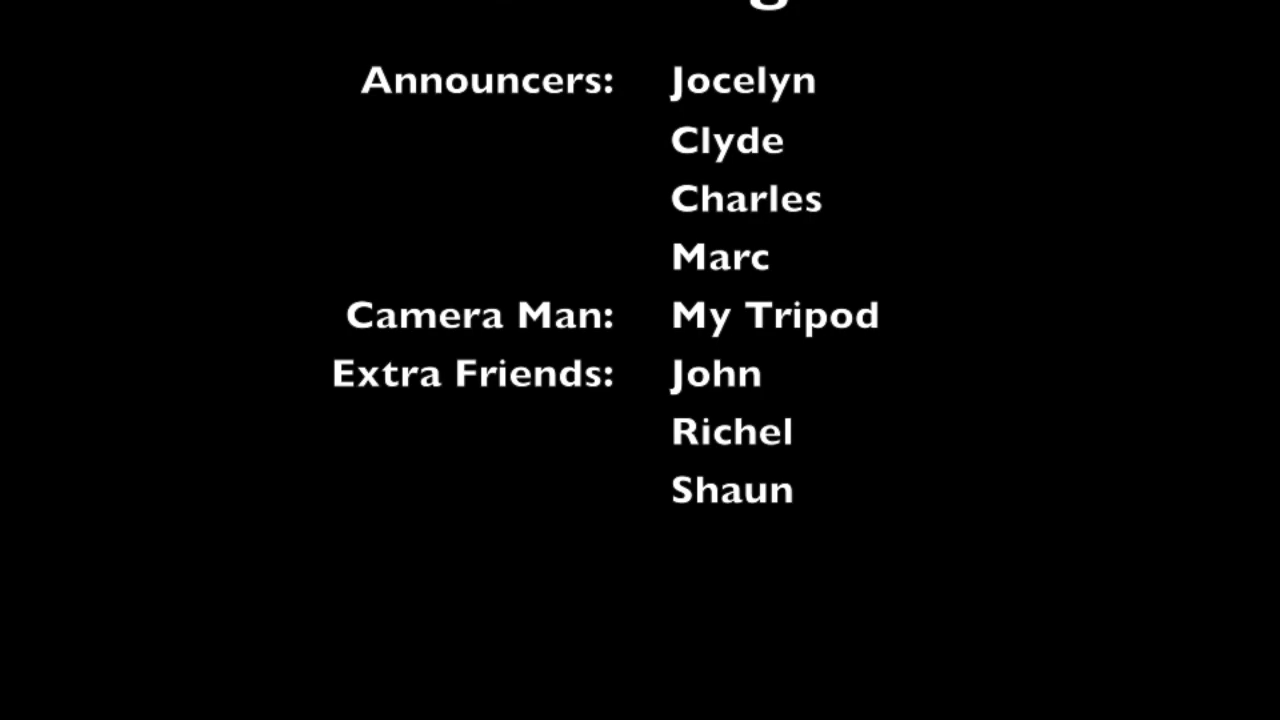 Announcers: Jocelyn
Clyde
Charles
Marc
Camera Man: My Tripod
Extra Friends: John
Richel
Shaun